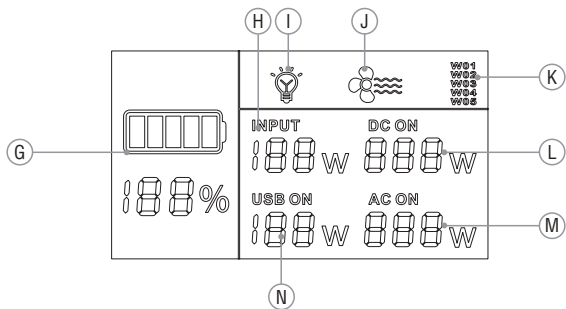 H I J
W01
W02
W03
W04
W05
K
G
INPUT DC ON
188 W 888 W
L
188 %
USB ON AC ON
188 W 888 W
M
N